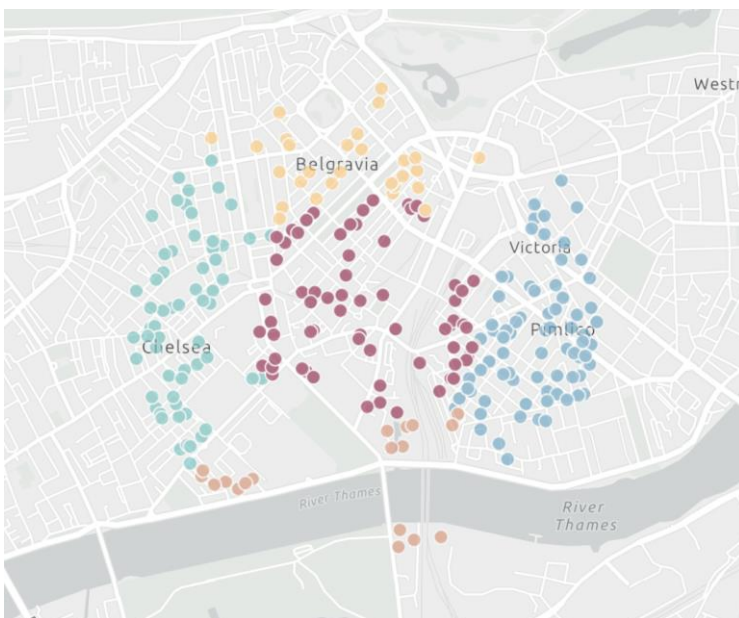 Westr
Belgravia
Victoria
Pimlico
Chelsea
River Thames
River
Thames